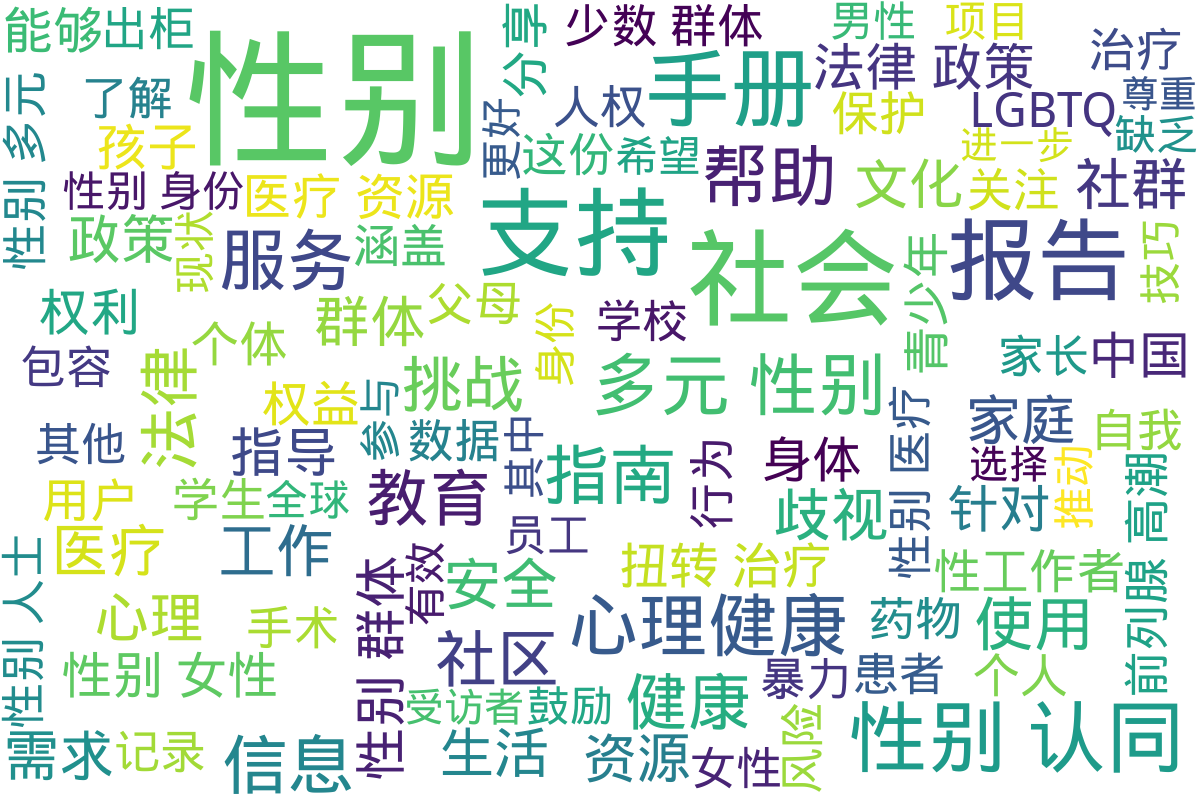 能够
出柜
分享
少数 群体
男性
项目
治疗
性别
手册
法律
政策
了解
人权
保护
LGBTQ
尊重
缺乏
性别 多元
孩子
更好
这份
希望
帮助
进一步
性别 身份
医疗 资源
支持
文化
关注
社群
政策
现状
服务
涵盖
社会
青少年
报告
技巧
权利
个体
群体
父母
身份
学校
包容
法律
挑战
多元 性别
家长
中国
权益
参与
其他
指导
数据
其中
指南
行为
身体
性别 医疗
家庭
选择
自我
用户
学生
全球
教育
员工
歧视
针对
推动
高潮
性别 人士
医疗
工作
性别 群体
有效
安全
扭转 治疗
性工作者
心理
手术
社区
心理健康
药物
使用
前列腺
性别 女性
受访者
鼓励
健康
暴力
患者
个人
需求
记录
信息
生活
资源
女性
风险
性别 认同